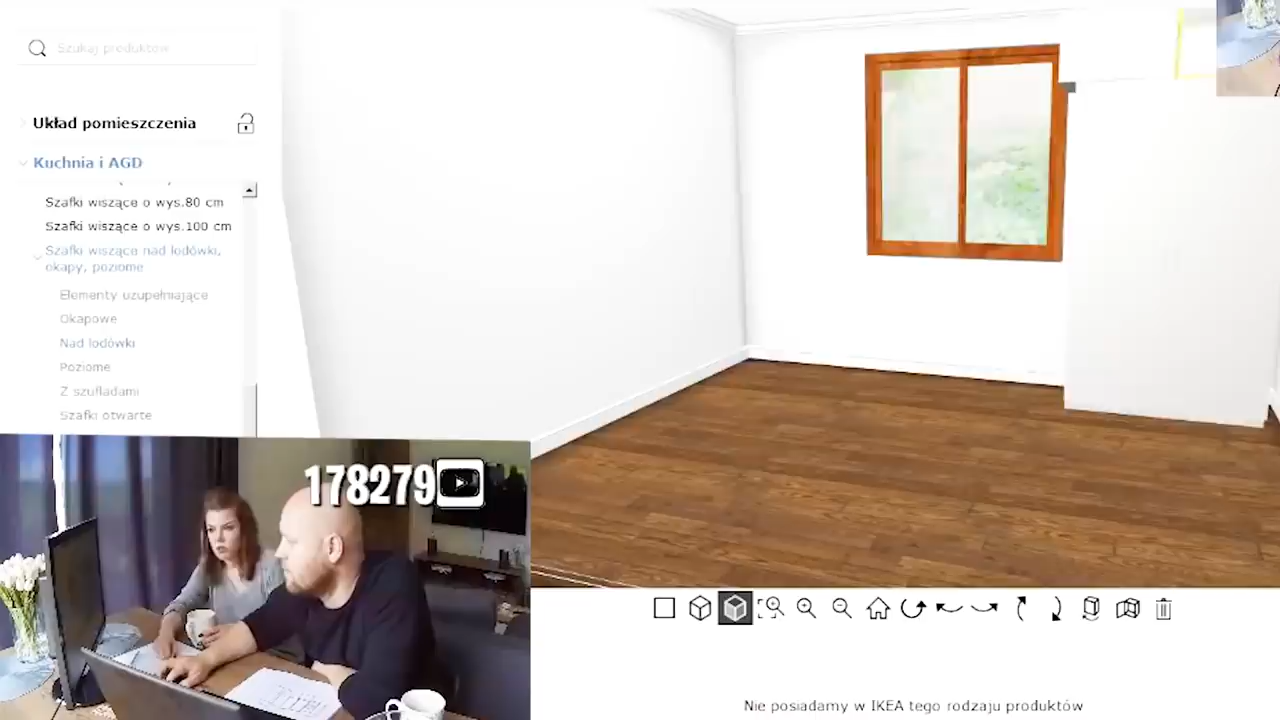 Szukaj produktów
Układ pomieszczenia
Kuchnia i AGD
Szafki wiszące o wys.80 cm
Szafki wiszące o wys.100 cm
Szafki wiszące nad lodówki,
okapy, poziome
Elementy uzupełniające
Okapowe
Nad lodówki
Poziome
Z szufladami
Szafki otwarte
178279
Nie posiadamy w IKEA tego rodzaju produktów